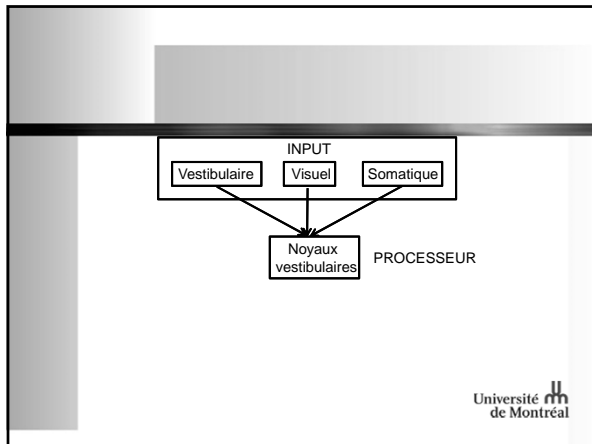 INPUT
Vestibulaire Visuel Somatique
Noyaux
vestibulaires
PROCESSEUR
Université
de Montréal